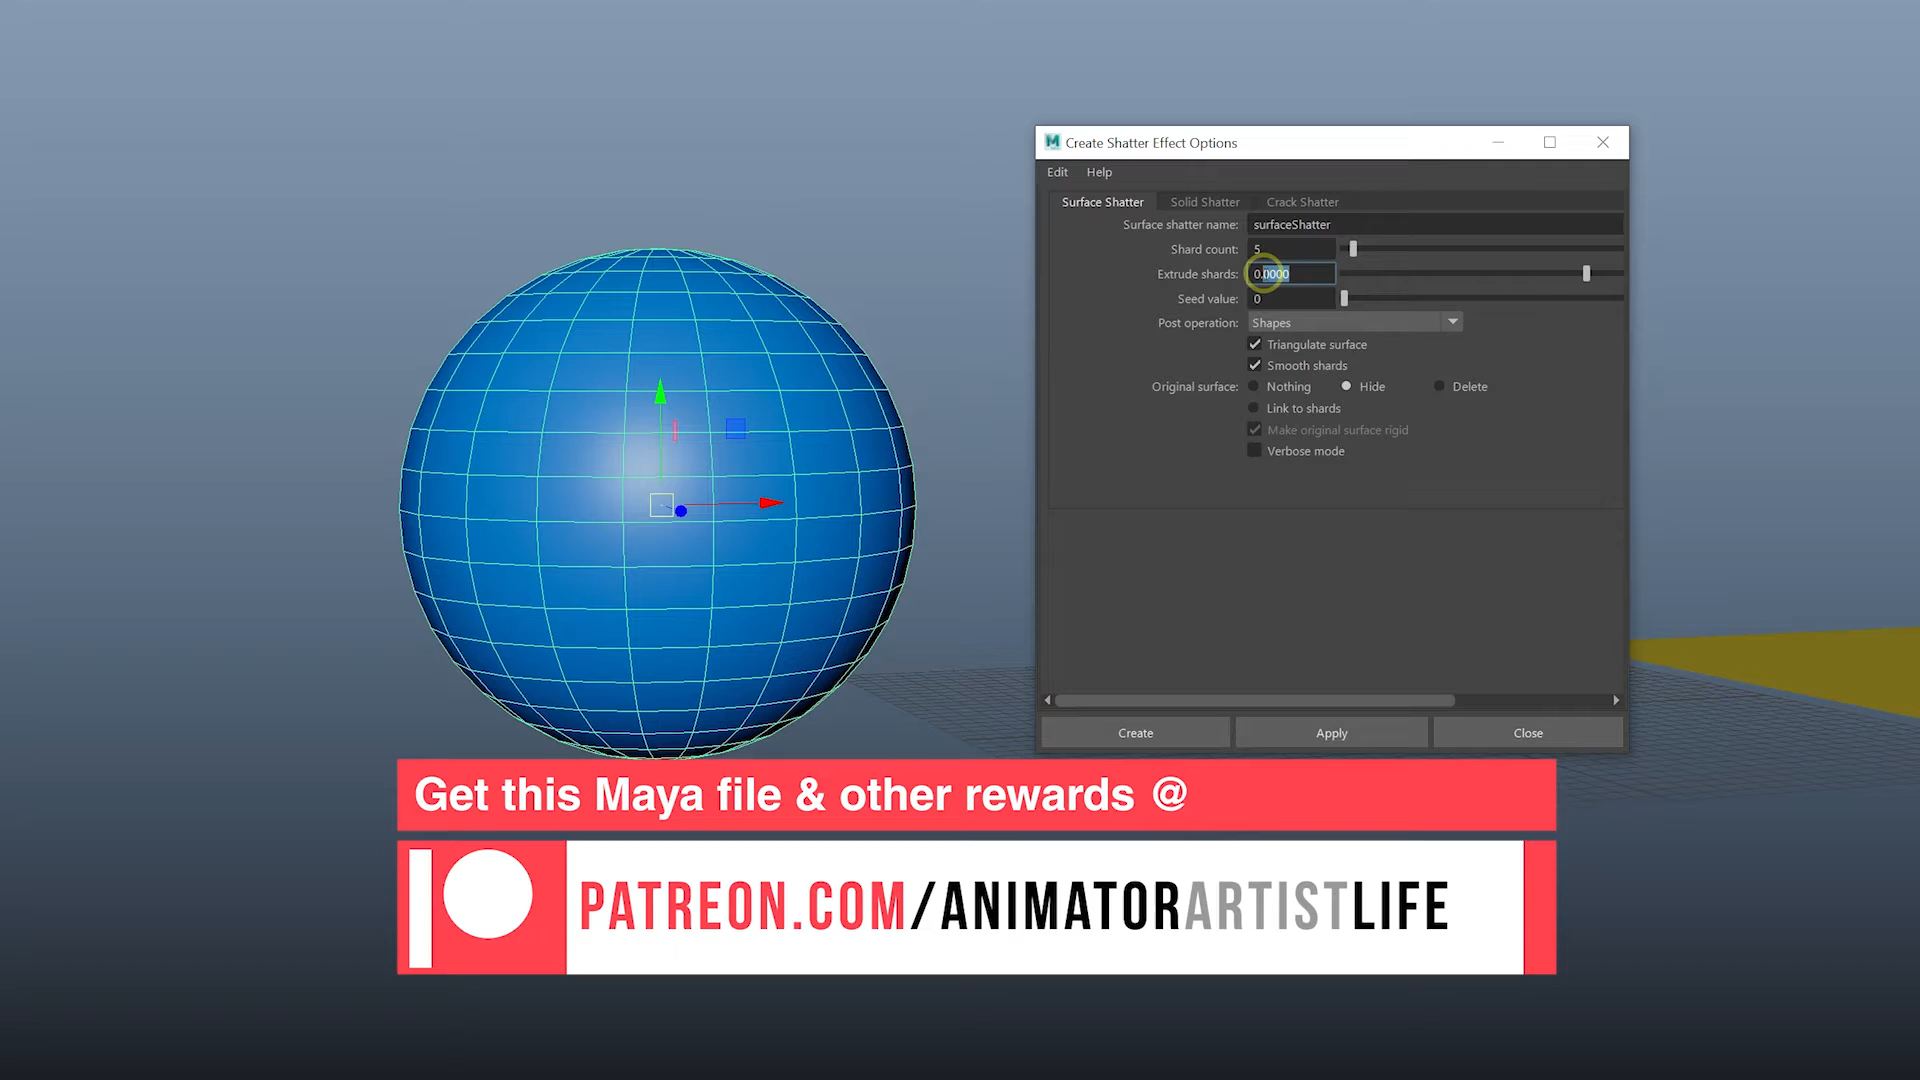 Create Shatter Effect Options
Edit Help
Surface Shatter Solid Shatter Crack Shatter
Surface shatter name: surfaceShatter
Shard count: 5
Extrude shards: 0.0000
Seed value: 0
Post operation: Shapes
Triangulate surface
Smooth shards
Original surface: Nothing Hide Delete
Link to shards
Make original surface rigid
Verbose mode
Create Apply Close
Get this Maya file & other rewards @
PATREON.COM/ANIMATORARTISTLIFE